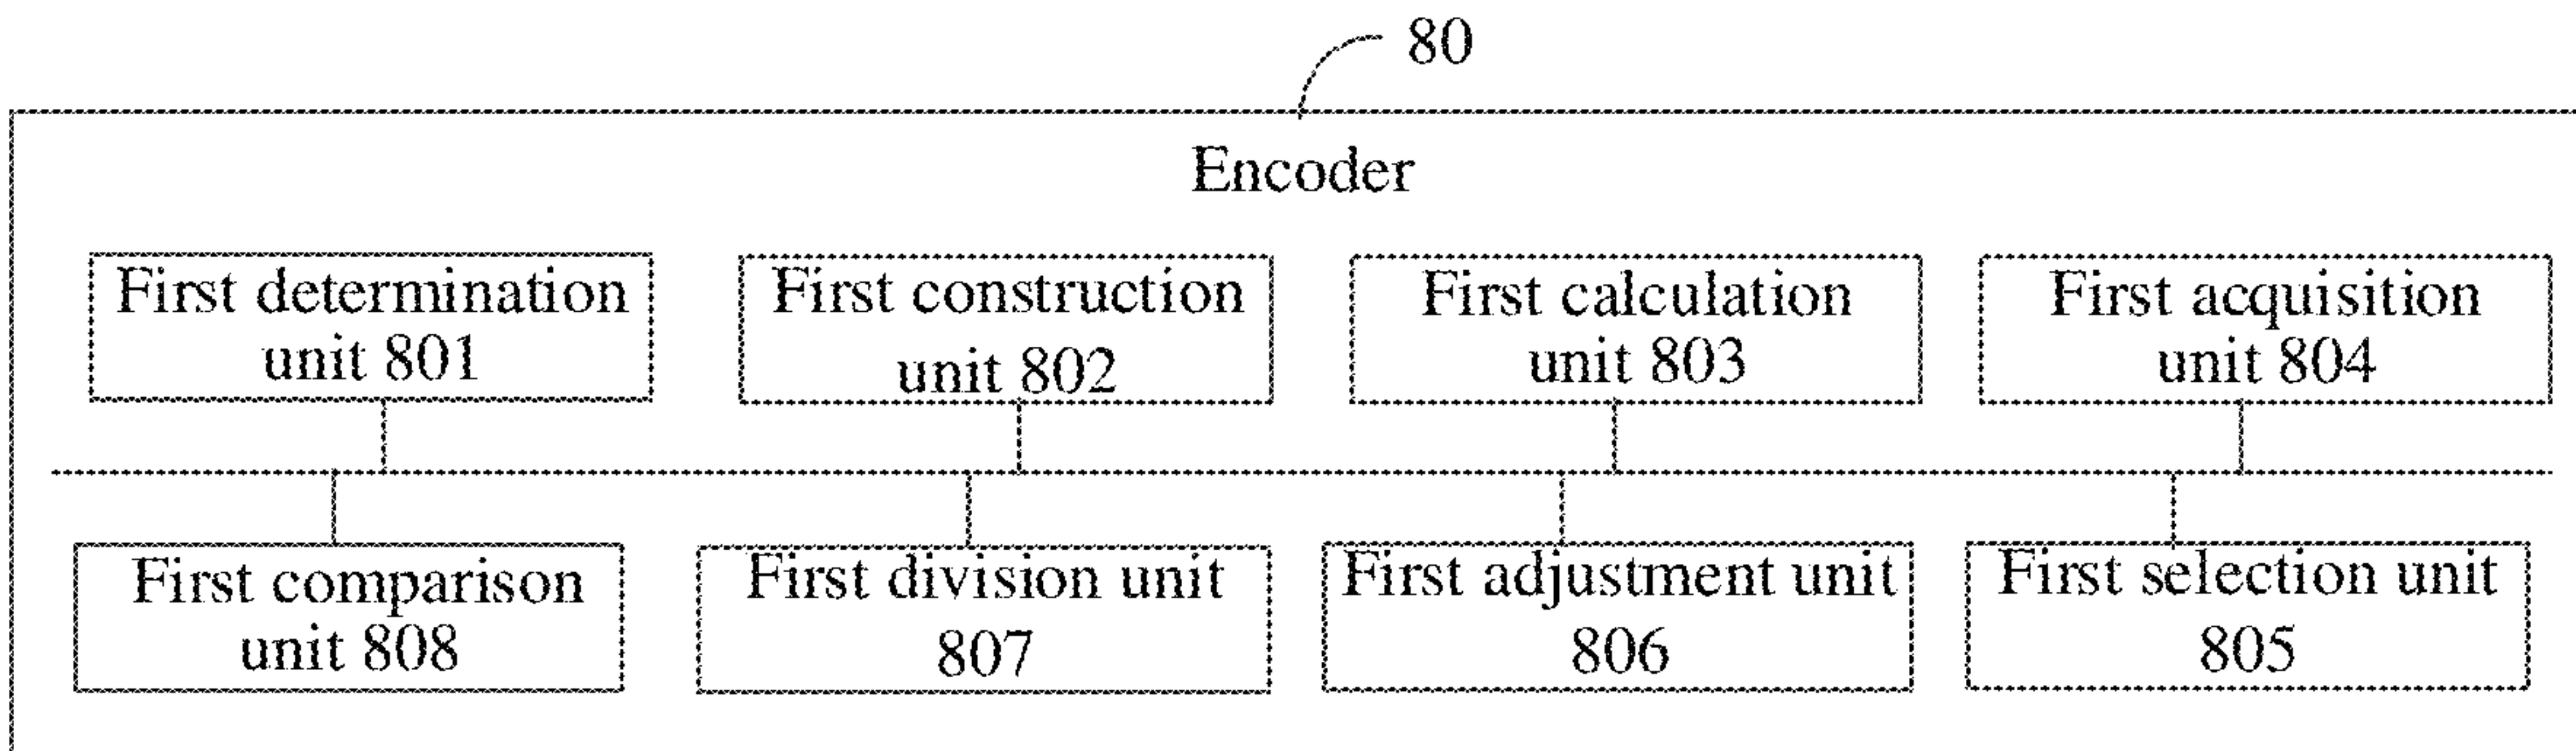 80
Encoder
First determination
unit 801
First construction
unit 802
First calculation
unit 803
First acquisition
unit 804
First comparison
unit 808
First division unit
807
First adjustment unit
806
First selection unit
805